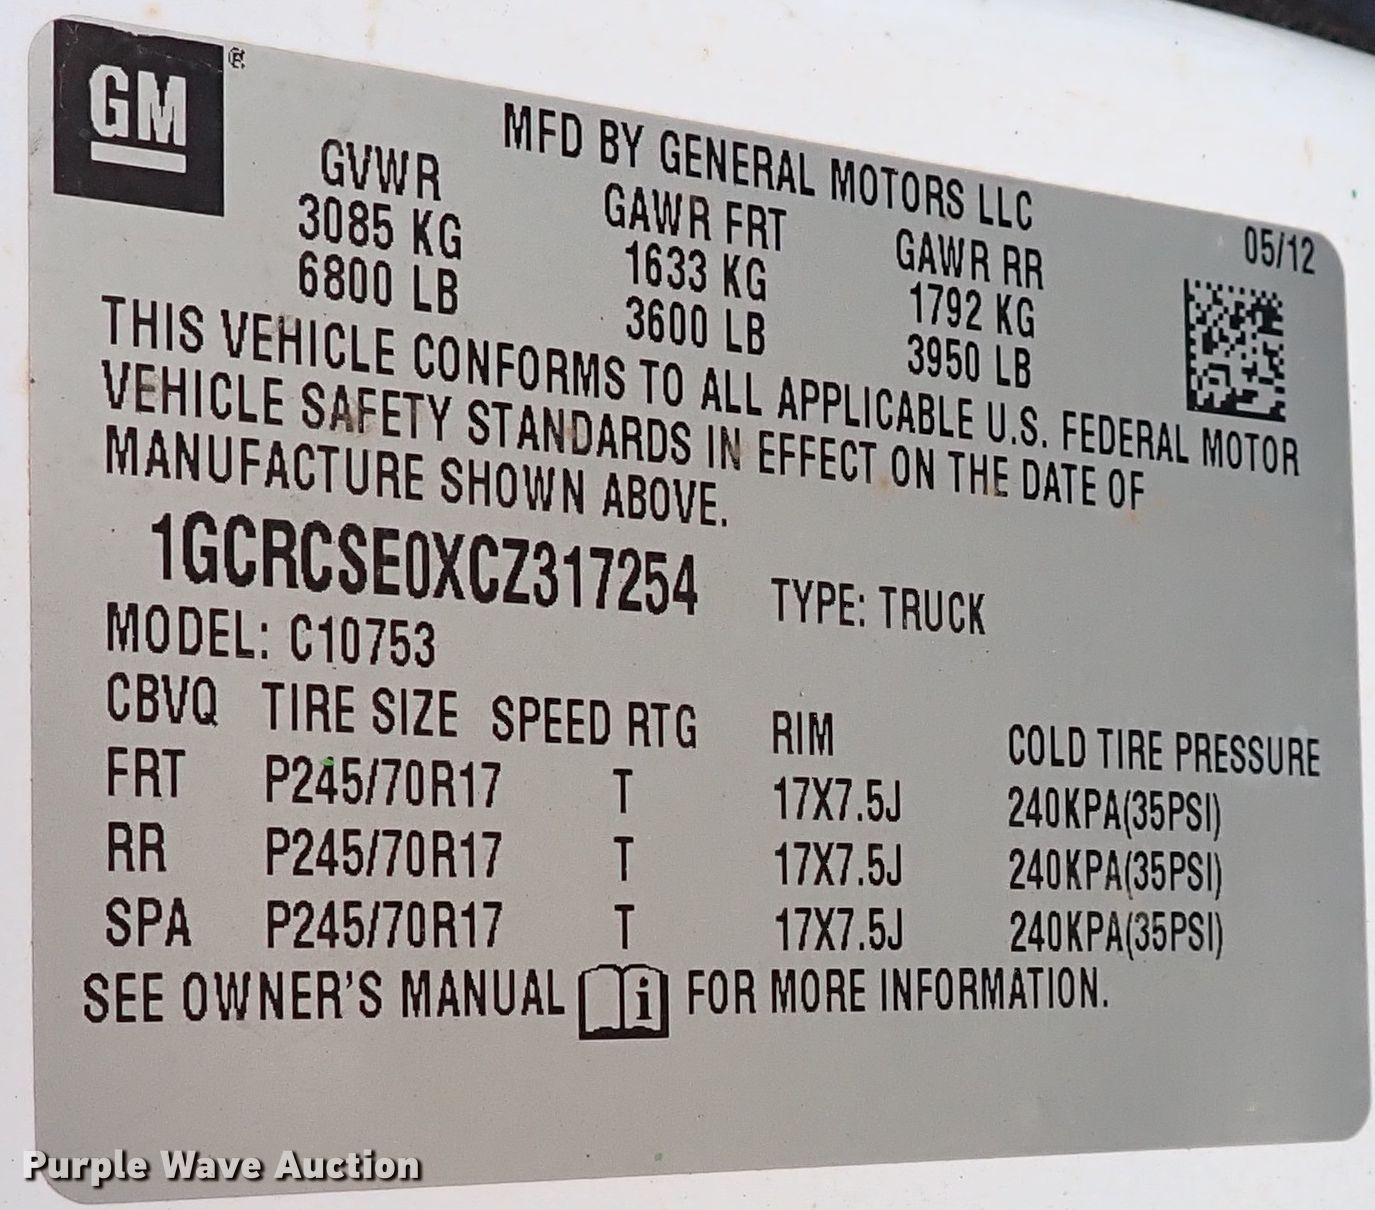 GM
MFD BY GENERAL MOTORS LLC
GVWR GAWR FRT GAWR RR 05/12
3085 KG 1633 KG 1792 KG
6800 LB 3600 LB 3950 LB
THIS VEHICLE CONFORMS TO ALL APPLICABLE U.S. FEDERAL MOTOR
VEHICLE SAFETY STANDARDS IN EFFECT ON THE DATE OF
MANUFACTURE SHOWN ABOVE.
1GCRCSE0XCZ317254 TYPE: TRUCK
MODEL: C10753
CBVQ TIRE SIZE SPEED RTG RIM COLD TIRE PRESSURE
FRT P245/70R17 T 17X7.5J 240KPA(35PSI)
RR P245/70R17 T 17X7.5J 240KPA(35PSI)
SPA P245/70R17 T 17X7.5J 240KPA(35PSI)
SEE OWNER'S MANUAL i FOR MORE INFORMATION.
Purple Wave Auction